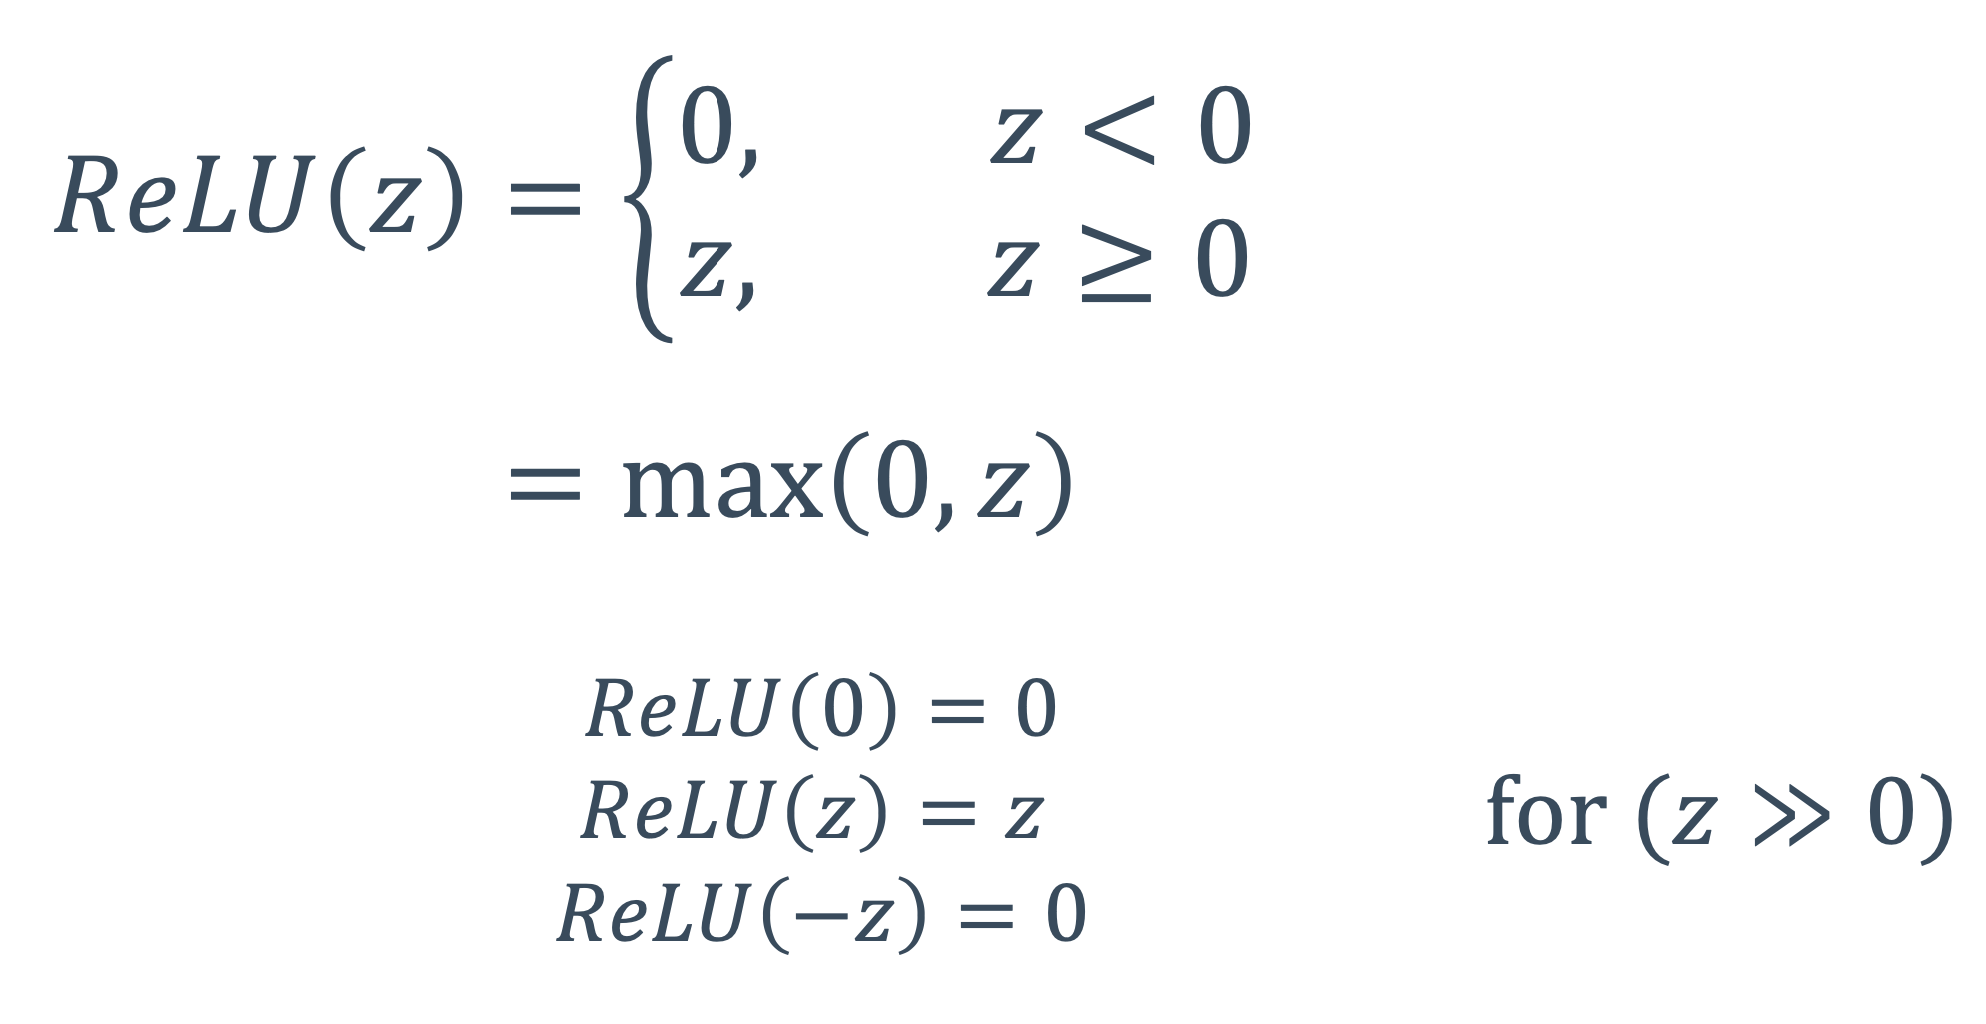 ReLU(z) = { 0, z < 0
z, z ≥ 0
= max(0, z)
ReLU(0) = 0
ReLU(z) = z for (z ≫ 0)
ReLU(−z) = 0